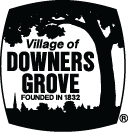 Village of
DOWNERS
GROVE
FOUNDED IN 1832
®